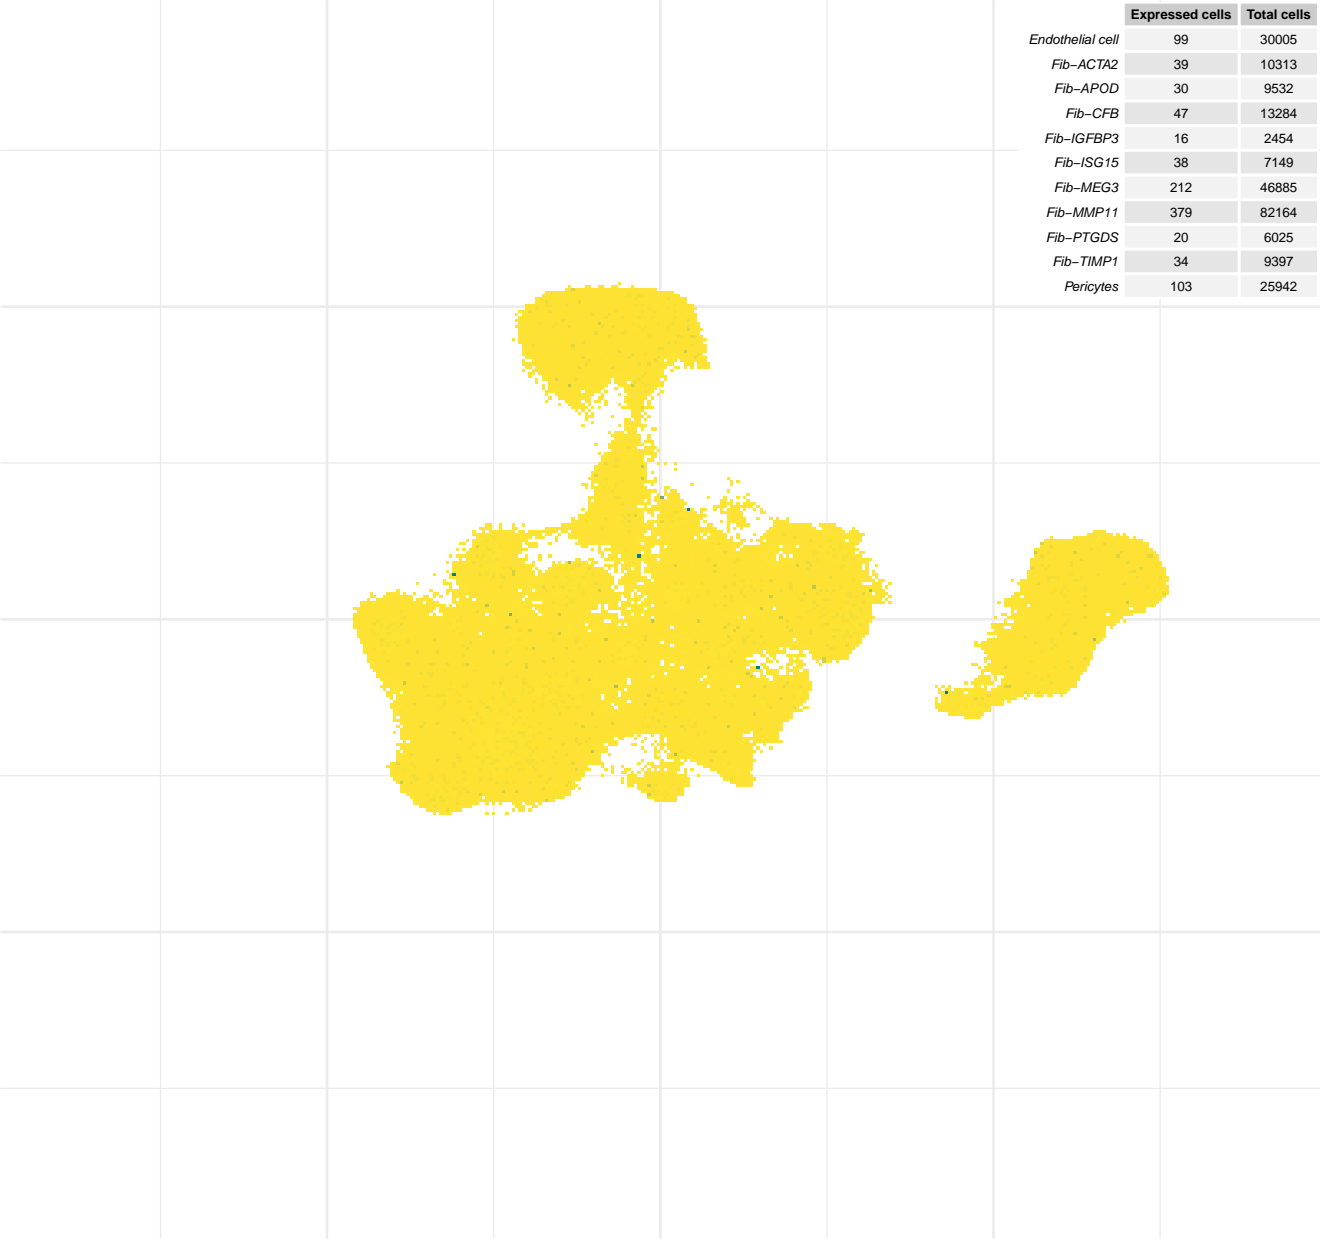 Expressed cells Total cells
Endothelial cell 99 30005
Fib−ACTA2 39 10313
Fib−APOD 30 9532
Fib−CFB 47 13284
Fib−IGFBP3 16 2454
Fib−ISG15 38 7149
Fib−MEG3 212 46885
Fib−MMP11 379 82164
Fib−PTGDS 20 6025
Fib−TIMP1 34 9397
Pericytes 103 25942